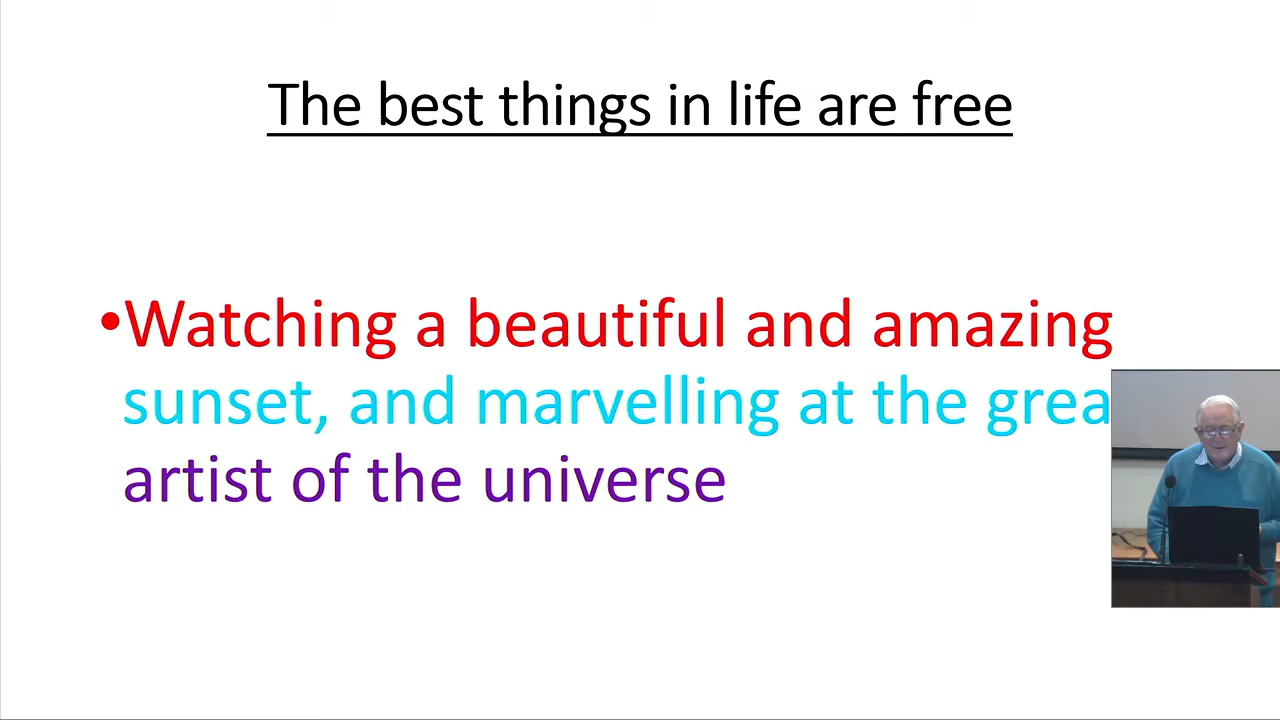 The best things in life are free
•Watching a beautiful and amazing
sunset, and marvelling at the grea
artist of the universe